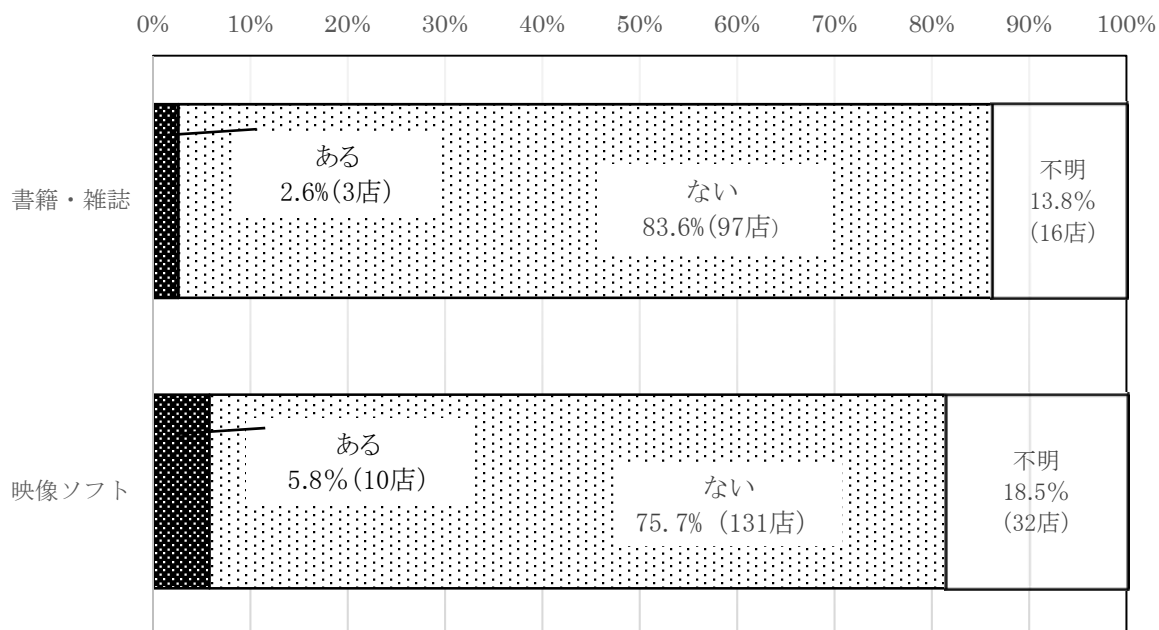 0% 10% 20% 30% 40% 50% 60% 70% 80% 90% 100%
書籍・雑誌
ある
2.6%(3店)
ない
83.6%(97店)
不明
13.8%
(16店)
映像ソフト
ある
5.8%(10店)
ない
75.7% (131店)
不明
18.5%
(32店)